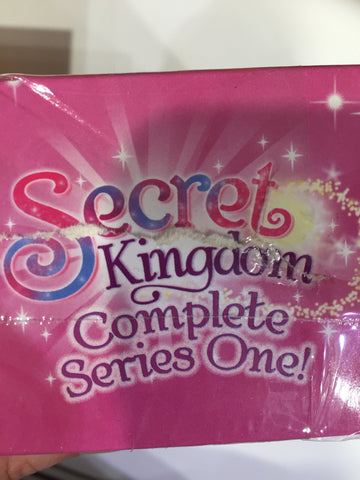 Secret
Kingdom
Complete
Series One!